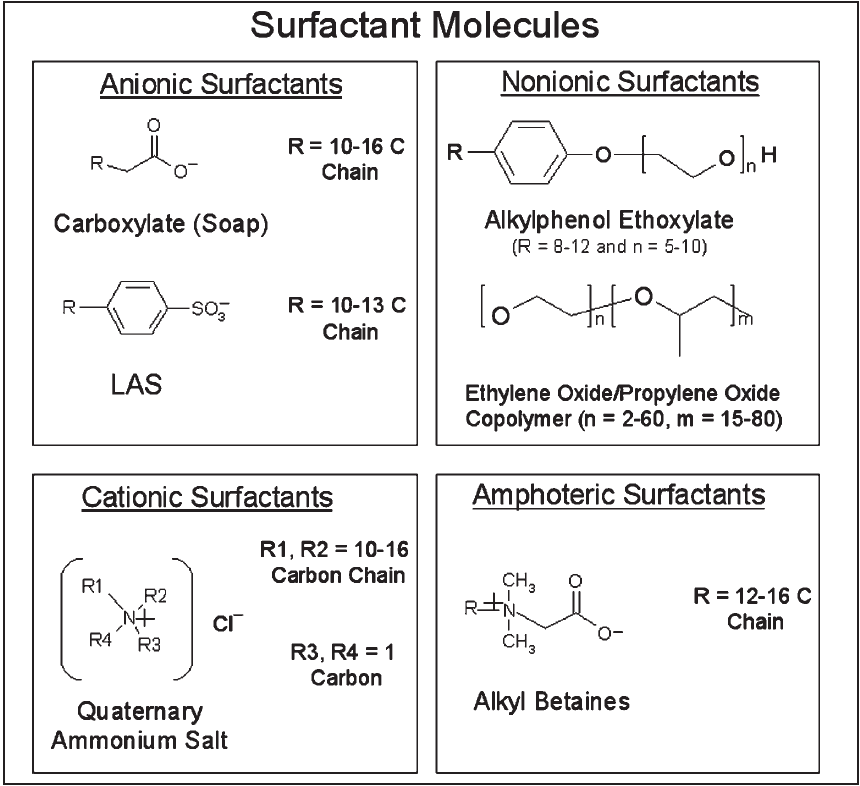 Surfactant Molecules
Anionic Surfactants
O
R
O−
R = 10-16 C
Chain
Carboxylate (Soap)
R
SO3−
R = 10-13 C
Chain
LAS
Nonionic Surfactants
R
O
[
O
]n H
Alkylphenol Ethoxylate
(R = 8-12 and n = 5-10)
[
O
]n
[
O
]m
Ethylene Oxide/Propylene Oxide
Copolymer (n = 2-60, m = 15-80)
Cationic Surfactants
R1
R2
N+
R4
R3
Cl−
R1, R2 = 10-16
Carbon Chain
R3, R4 = 1
Carbon
Quaternary
Ammonium Salt
Amphoteric Surfactants
CH3
O
R
+
N
O−
CH3
R = 12-16 C
Chain
Alkyl Betaines